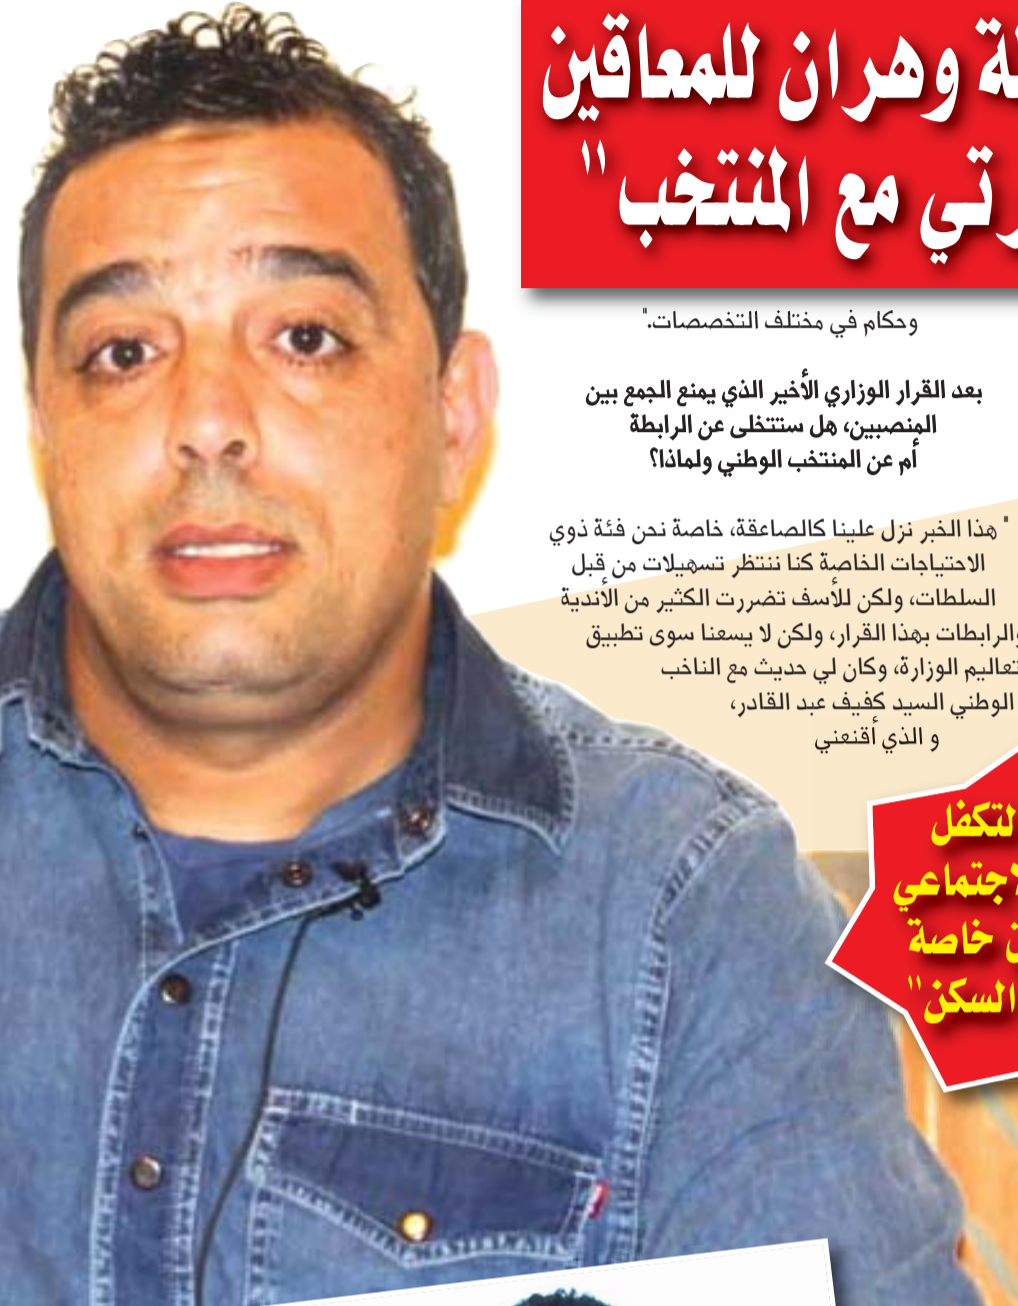 وهران للمعاقين
مع المنتخب"
وحكام في مختلف التخصصات."
بعد القرار الوزاري الأخير الذي يمنع الجمع بين
المنصبين، هل ستتخلى عن الرابطة
أم عن المنتخب الوطني ولماذا؟
" هذا الخبر نزل علينا كالصاعقة، خاصة نحن فئة ذوي
الاحتياجات الخاصة كنا ننتظر تسهيلات من قبل
السلطات، ولكن للأسف تضررت الكثير من الأندية
والرابطات بهذا القرار، ولكن لا يسعنا سوى تطبيق
تعاليم الوزارة، وكان لي حديث مع الناخب
الوطني السيد كفيف عبد القادر،
و الذي أقنعني
خاصة
السكن"